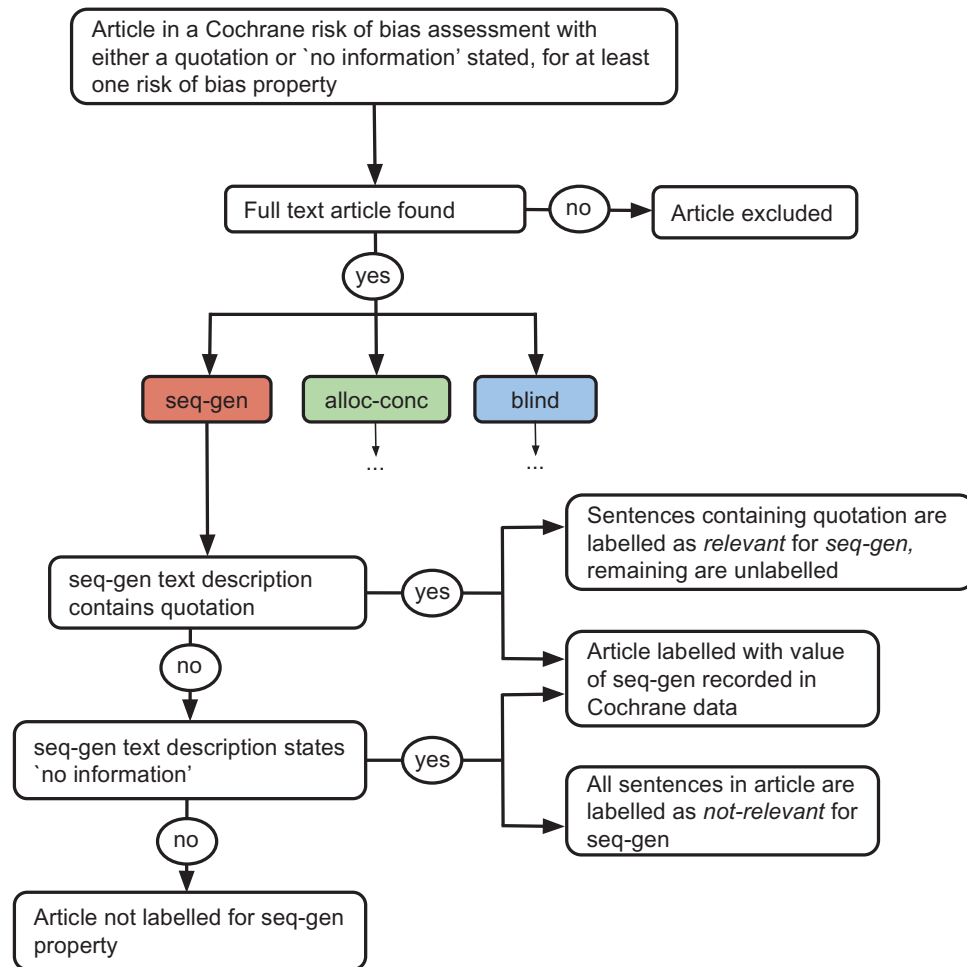 Article in a Cochrane risk of bias assessment with
either a quotation or `no information’ stated, for at least
one risk of bias property
Full text article found
no
Article excluded
yes
seq-gen
alloc-conc
blind
...
...
Sentences containing quotation are
labelled as relevant for seq-gen,
remaining are unlabelled
seq-gen text description
contains quotation
yes
no
Article labelled with value
of seq-gen recorded in
Cochrane data
seq-gen text description states
`no information’
yes
All sentences in article are
labelled as not-relevant for
seq-gen
no
Article not labelled for seq-gen
property